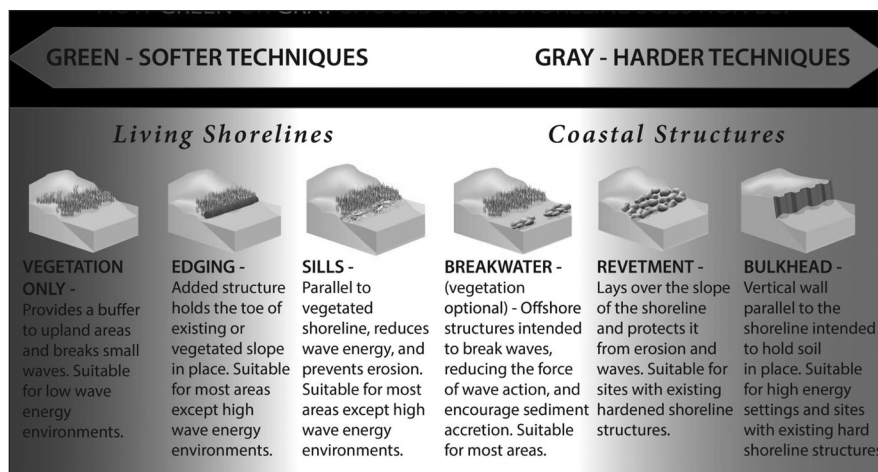 GREEN - SOFTER TECHNIQUES
GRAY - HARDER TECHNIQUES
Living Shorelines
Coastal Structures
VEGETATION
ONLY -
Provides a buffer
to upland areas
and breaks small
waves. Suitable
for low wave
energy
environments.
EDGING -
Added structure
holds the toe of
existing or
vegetated slope
in place. Suitable
for most areas
except high
wave energy
environments.
SILLS -
Parallel to
vegetated
shoreline, reduces
wave energy, and
prevents erosion.
Suitable for most
areas except high
wave energy
environments.
BREAKWATER -
(vegetation
optional) - Offshore
structures intended
to break waves,
reducing the force
of wave action, and
encourage sediment
accretion. Suitable
for most areas.
REVETMENT -
Lays over the slope
of the shoreline
and protects it
from erosion and
waves. Suitable for
sites with existing
hardened shoreline
structures.
BULKHEAD -
Vertical wall
parallel to the
shoreline intended
to hold soil
in place. Suitable
for high energy
settings and sites
with existing hard
shoreline structures